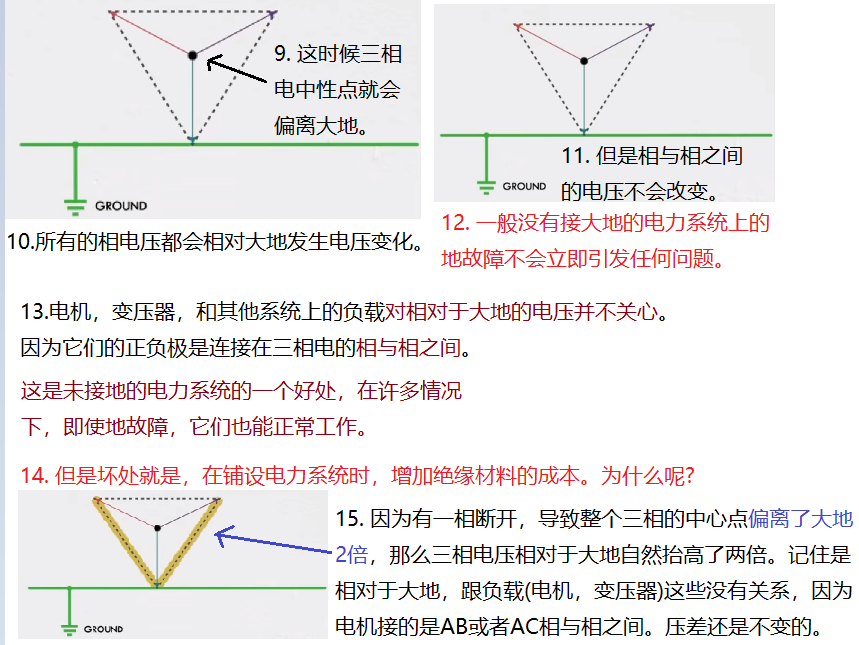 9. 这时候三相
电中性点就会
偏离大地。
GROUND
10.所有的相电压都会相对大地发生电压变化。
11. 但是相与相之间
的电压不会改变。
GROUND
12. 一般没有接大地的电力系统上的
地故障不会立即引发任何问题。
13.电机，变压器，和其他系统上的负载对相对于大地的电压并不关心。
因为它们的正负极是连接在三相电的相与相之间。
这是未接地的电力系统的一个好处，在许多情况
下，即使地故障，它们也能正常工作。
14. 但是坏处就是，在铺设电力系统时，增加绝缘材料的成本。为什么呢?
15. 因为有一相断开，导致整个三相的中心点偏离了大地
2倍，那么三相电压相对于大地自然抬高了两倍。记住是
相对于大地，跟负载(电机，变压器)这些没有关系，因为
电机接的是AB或者AC相与相之间。压差还是不变的。
GROUND